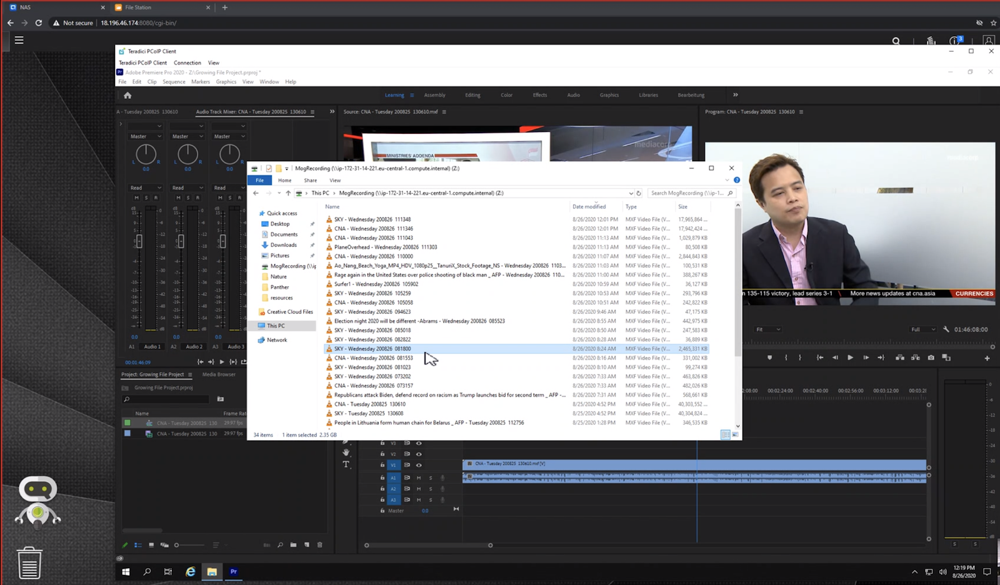 NAS
File Station
Not secure
18.196.46.174:8080/cgi-bin/
3
Teradici PCoIP Client
Teradici PCoIP Client Connection View
Adobe Premiere Pro 2020 - Z:\Growing File Project.prproj *
File Edit Clip Sequence Markers Graphics View Window Help
Learning Assembly Editing Color Effects Audio Graphics Libraries Bearbeitung
A - Tuesday 200825 130610
Audio Track Mixer: CNA - Tuesday 200825 130610
Source: CNA - Tuesday 200825 130610.mxf
Program: CNA - Tuesday 200825 130610
Master Master Master
L R L R L R
0.0 0.0 0.0
Read Read Read
M S R M S R M S R
MINISTRIES' ADDENDA
mediacorp
MogRecording (\\ip-172-31-14-221.eu-central-1.compute.internal) (Z:)
File Home Share View
This PC MogRecording (\\ip-172-31-14-221.eu-central-1.compute.internal) (Z:)
Search MogRecording (\\ip-1...
Name Date modified Type Size
Quick access
Desktop
Documents
Downloads
Pictures
MogRecording (\\ip
Nature
Panther
resources
Creative Cloud Files
This PC
Network
SKY - Wednesday 200826 111348 8/26/2020 12:01 PM MXF Video File (V... 17,965,864 ...
CNA - Wednesday 200826 111346 8/26/2020 12:01 PM MXF Video File (V... 17,942,424 ...
CNA - Wednesday 200826 111043 8/26/2020 11:13 AM MXF Video File (V... 1,029,879 KB
PlaneOverhead - Wednesday 200826 111303 8/26/2020 11:13 AM MXF Video File (V... 80,508 KB
CNA - Wednesday 200826 110000 8/26/2020 11:07 AM MXF Video File (V... 2,844,843 KB
Ao_Nang_Beach_Yoga_MP4_HDV_1080p25__TanuriX_Stock_Footage_NS - Wednesday 200826 1103... 8/26/2020 11:03 AM MXF Video File (V... 100,531 KB
Rage again in the United States over police shooting of black man _ AFP - Wednesday 200826 110... 8/26/2020 11:00 AM MXF Video File (V... 388,267 KB
Surfer1 - Wednesday 200826 105902 8/26/2020 10:59 AM MXF Video File (V... 36,127 KB
SKY - Wednesday 200826 105259 8/26/2020 10:53 AM MXF Video File (V... 293,796 KB
CNA - Wednesday 200826 105058 8/26/2020 10:51 AM MXF Video File (V... 242,822 KB
SKY - Wednesday 200826 094623 8/26/2020 9:46 AM MXF Video File (V... 47,175 KB
Election night 2020 will be different -Abrams - Wednesday 200826 085523 8/26/2020 8:55 AM MXF Video File (V... 442,975 KB
SKY - Wednesday 200826 085018 8/26/2020 8:50 AM MXF Video File (V... 247,583 KB
SKY - Wednesday 200826 082822 8/26/2020 8:28 AM MXF Video File (V... 36,889 KB
SKY - Wednesday 200826 081800 8/26/2020 8:24 AM MXF Video File (V... 2,465,331 KB
CNA - Wednesday 200826 081553 8/26/2020 8:16 AM MXF Video File (V... 331,002 KB
SKY - Wednesday 200826 081023 8/26/2020 8:10 AM MXF Video File (V... 99,274 KB
SKY - Wednesday 200826 073202 8/26/2020 7:33 AM MXF Video File (V... 463,826 KB
CNA - Wednesday 200826 073157 8/26/2020 7:33 AM MXF Video File (V... 482,026 KB
Republicans attack Biden, defend record on racism as Trump launches bid for second term _ AFP -... 8/26/2020 7:31 AM MXF Video File (V... 568,661 KB
CNA - Tuesday 200825 130610 8/25/2020 4:52 PM MXF Video File (V... 40,303,552 ...
SKY - Tuesday 200825 130608 8/25/2020 4:52 PM MXF Video File (V... 40,304,824 ...
People in Lithuania form human chain for Belarus _ AFP - Tuesday 200825 112756 8/25/2020 1:28 PM MXF Video File (V... 346,535 KB
34 items 1 item selected 2.35 GB
n 135-115 victory, lead series 3-1 \ More news updates at cna.asia
CURRENCIES
Fit
Full
01:46:08:00
0.0 0.0 0.0
A1 Audio 1 A2 Audio 2 A3 Audio 3
00:01:46:09
Project: Growing File Project
Media Browser
Growing File Project.prproj
Name Frame Rat
CNA - Tuesday 200825 130 29.97 fps
CNA - Tuesday 200825 130 29.97 fps
:08:00 00:02:24:00 00:02:40:00 00:02:56:00 00:03:12:00 00:03:2
V3
V2
V1
CNA - Tuesday 200825 130610.mxf [V]
A1 M S
A2 M S
A3 M S
Master 0.0
T
S S
Pr
12:19 PM
8/26/2020